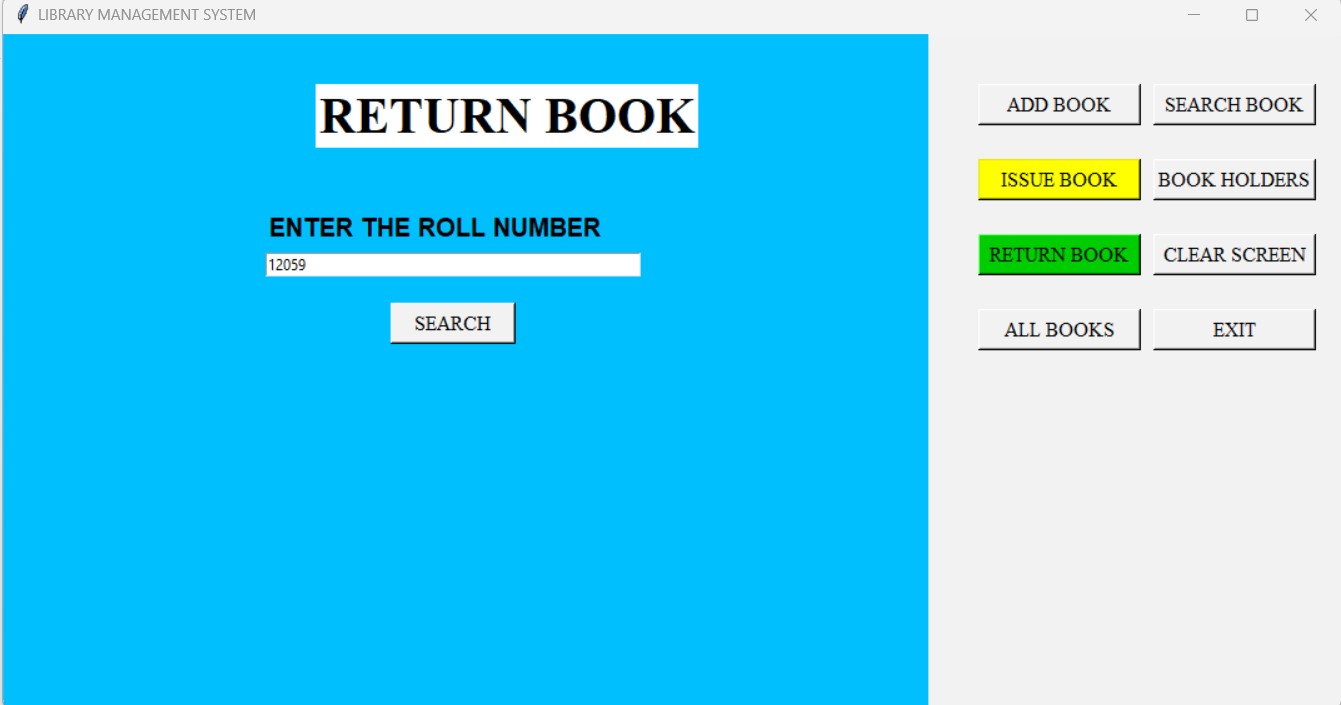 LIBRARY MANAGEMENT SYSTEM
RETURN BOOK
ENTER THE ROLL NUMBER
12059
SEARCH
ADD BOOK SEARCH BOOK
ISSUE BOOK BOOK HOLDERS
RETURN BOOK CLEAR SCREEN
ALL BOOKS EXIT